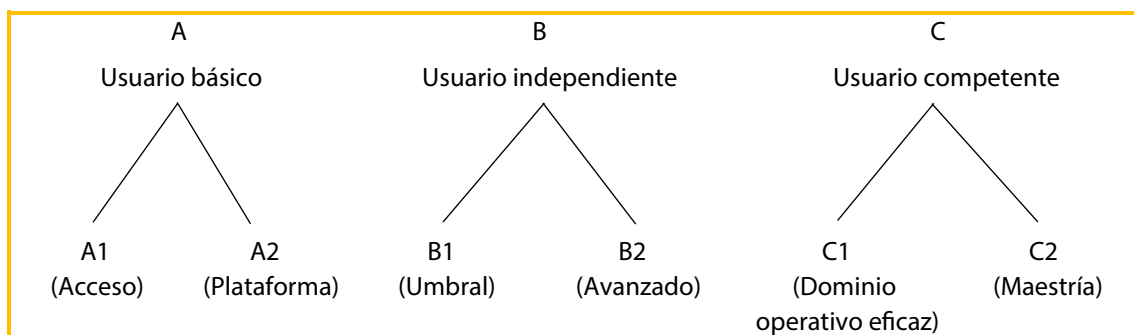 A B C
Usuario básico Usuario independiente Usuario competente
A1 A2 B1 B2 C1 C2
(Acceso) (Plataforma) (Umbral) (Avanzado) (Dominio (Maestría)
operativo eficaz)